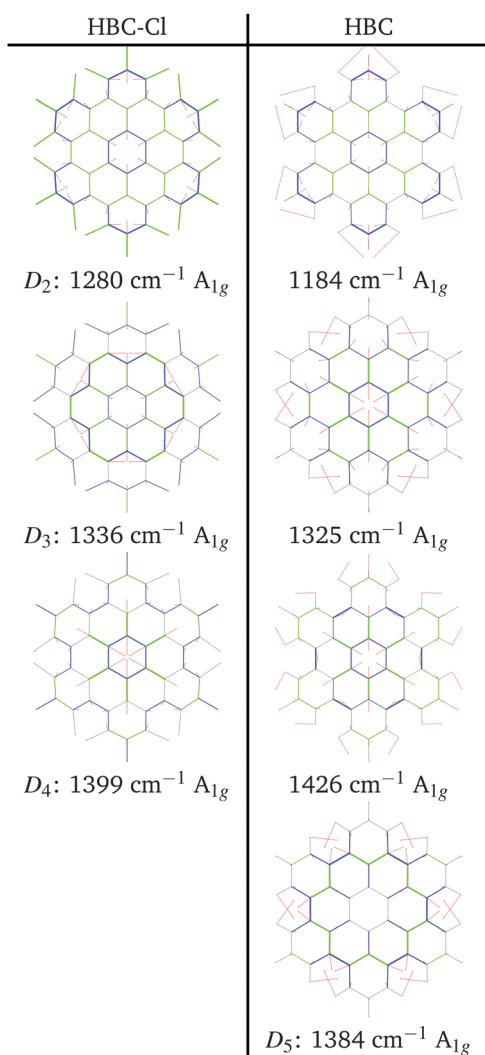 HBC-Cl HBC
D₂: 1280 cm⁻¹ A₁g 1184 cm⁻¹ A₁g
D₃: 1336 cm⁻¹ A₁g 1325 cm⁻¹ A₁g
D₄: 1399 cm⁻¹ A₁g 1426 cm⁻¹ A₁g
D₅: 1384 cm⁻¹ A₁g